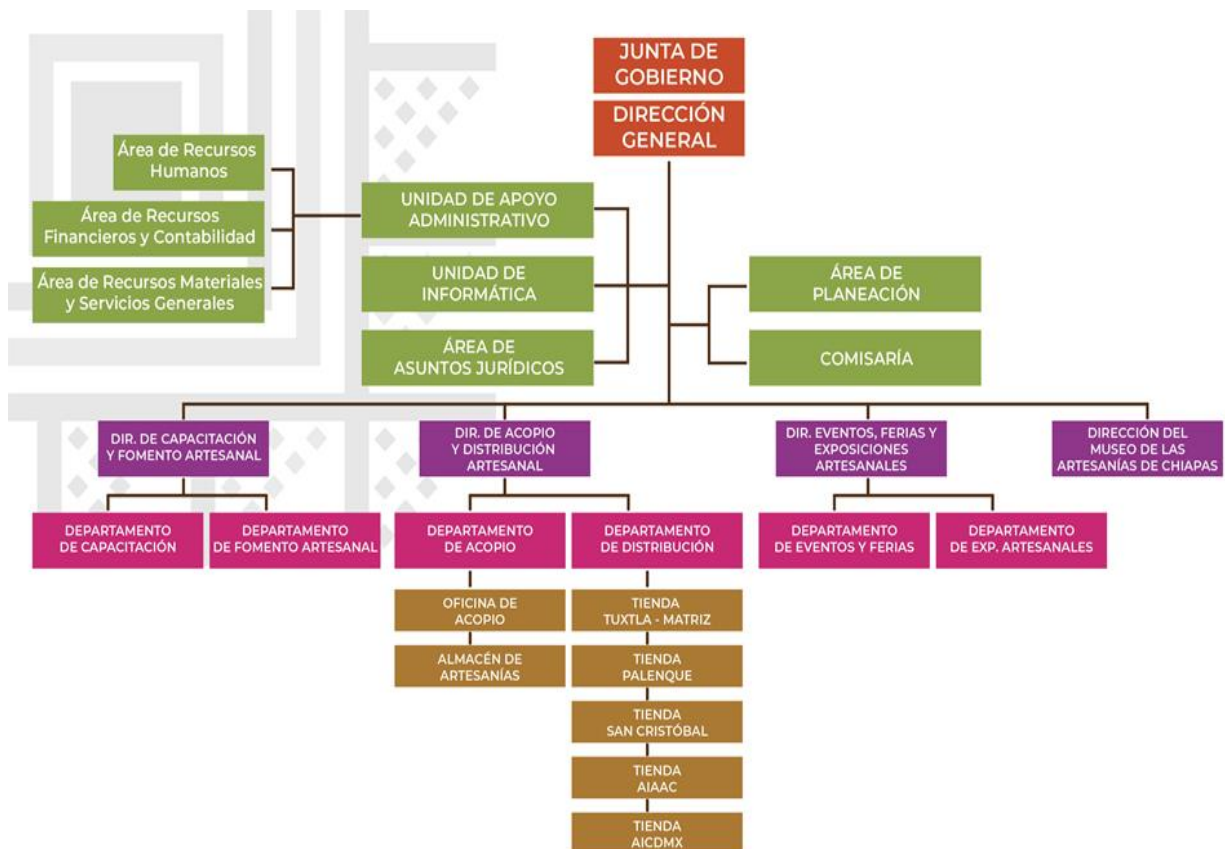 JUNTA DE
GOBIERNO
DIRECCIÓN
GENERAL
Área de Recursos
Humanos
Área de Recursos
Financieros y Contabilidad
Área de Recursos Materiales
y Servicios Generales
UNIDAD DE APOYO
ADMINISTRATIVO
UNIDAD DE
INFORMÁTICA
ÁREA DE
ASUNTOS JURÍDICOS
ÁREA DE
PLANEACIÓN
COMISARÍA
DIR. DE CAPACITACIÓN
Y FOMENTO ARTESANAL
DIR. DE ACOPIO
Y DISTRIBUCIÓN
ARTESANAL
DIR. EVENTOS, FERIAS Y
EXPOSICIONES
ARTESANALES
DIRECCIÓN DEL
MUSEO DE LAS
ARTESANÍAS DE CHIAPAS
DEPARTAMENTO
DE CAPACITACIÓN
DEPARTAMENTO
DE FOMENTO ARTESANAL
DEPARTAMENTO
DE ACOPIO
DEPARTAMENTO
DE DISTRIBUCIÓN
DEPARTAMENTO
DE EVENTOS Y FERIAS
DEPARTAMENTO
DE EXP. ARTESANALES
OFICINA DE
ACOPIO
ALMACÉN DE
ARTESANÍAS
TIENDA
TUXTLA - MATRIZ
TIENDA
PALENQUE
TIENDA
SAN CRISTÓBAL
TIENDA
AIAAC
TIENDA
AICDMX